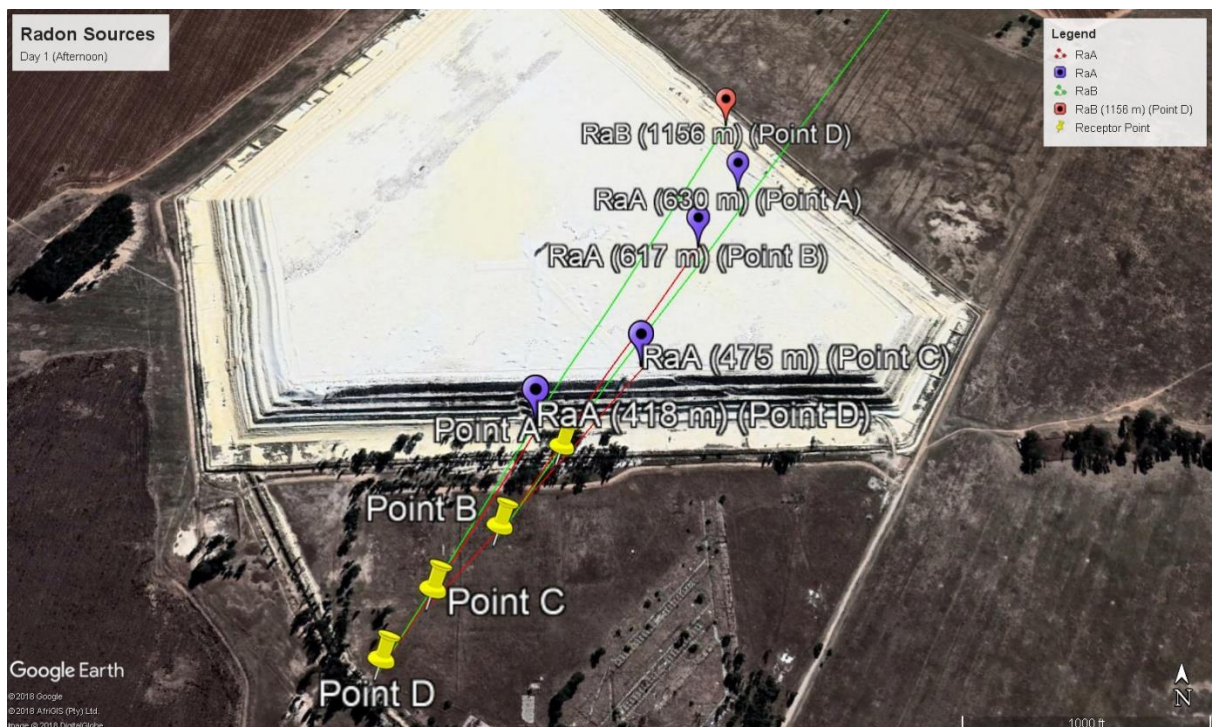 Radon Sources
Day 1 (Afternoon)
Legend
RaA
RaA
RaB
RaB (1156 m) (Point D)
Receptor Point
RaB (1156 m) (Point D)
RaA (630 m) (Point A)
RaA (617 m) (Point B)
RaA (475 m) (Point C)
RaA (418 m) (Point D)
Point A
Point B
Point C
Point D
Google Earth
©2018 Google
©2018 AfriGIS (Pty) Ltd.
Image ©2018 DigitalGlobe
N
1000 ft